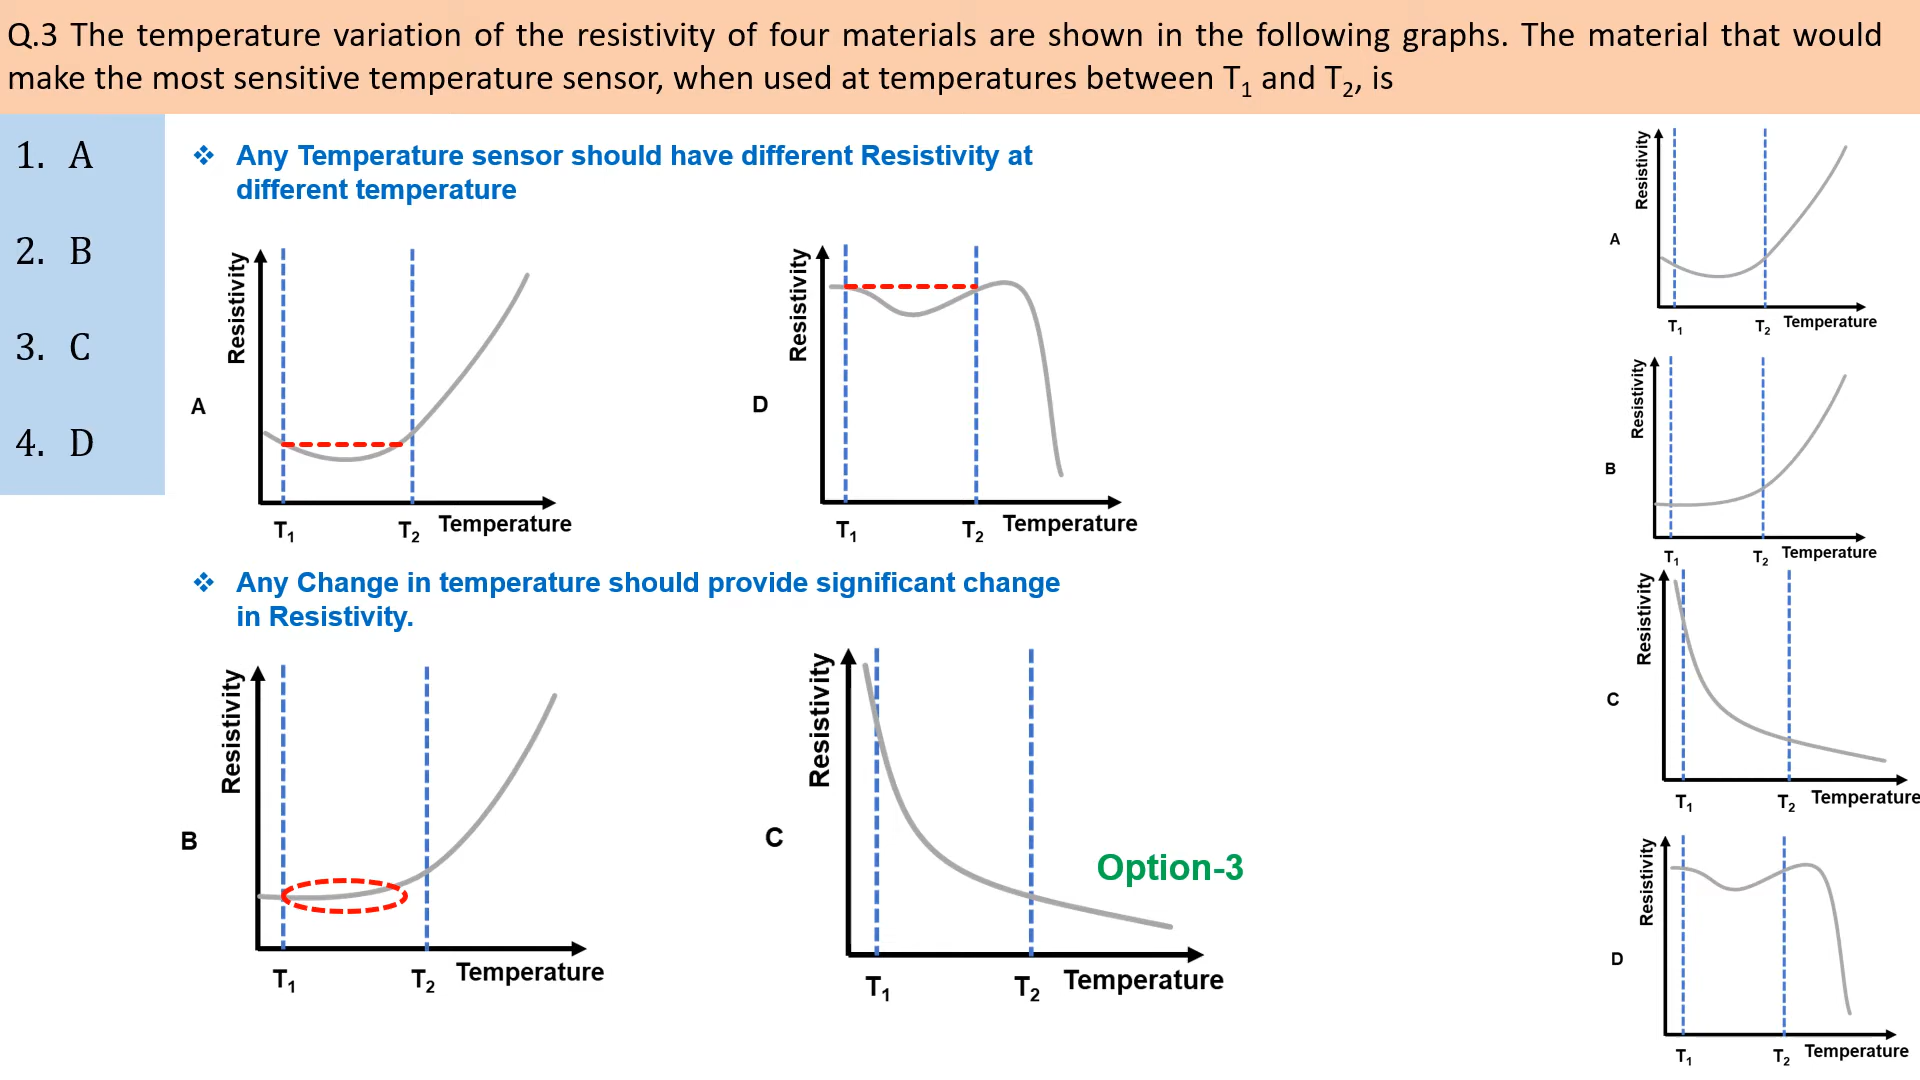 Q.3 The temperature variation of the resistivity of four materials are shown in the following graphs. The material that would
make the most sensitive temperature sensor, when used at temperatures between T₁ and T₂, is
1. A
2. B
3. C
4. D
❖ Any Temperature sensor should have different Resistivity at
different temperature
Resistivity
A
T₁
T₂
Temperature
Resistivity
D
T₁
T₂
Temperature
❖ Any Change in temperature should provide significant change
in Resistivity.
Resistivity
B
T₁
T₂
Temperature
Resistivity
C
T₁
T₂
Temperature
Option-3
Resistivity
A
T₁
T₂
Temperature
Resistivity
B
T₁
T₂
Temperature
Resistivity
C
T₁
T₂
Temperature
Resistivity
D
T₁
T₂
Temperature